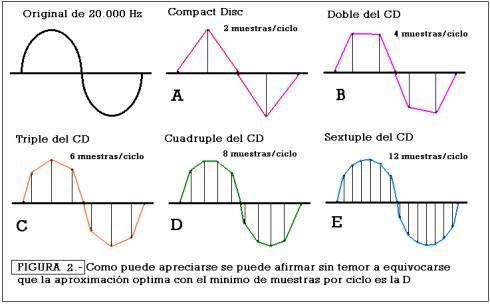 Original de 20.000 Hz
Compact Disc
2 muestras/ciclo
A
Doble del CD
4 muestras/ciclo
B
Triple del CD
6 muestras/ciclo
C
Cuadruple del CD
8 muestras/ciclo
D
Sextuple del CD
12 muestras/ciclo
E
FIGURA 2.- Como puede apreciarse se puede afirmar sin temor a equivocarse
que la aproximación optima con el minimo de muestras por ciclo es la D